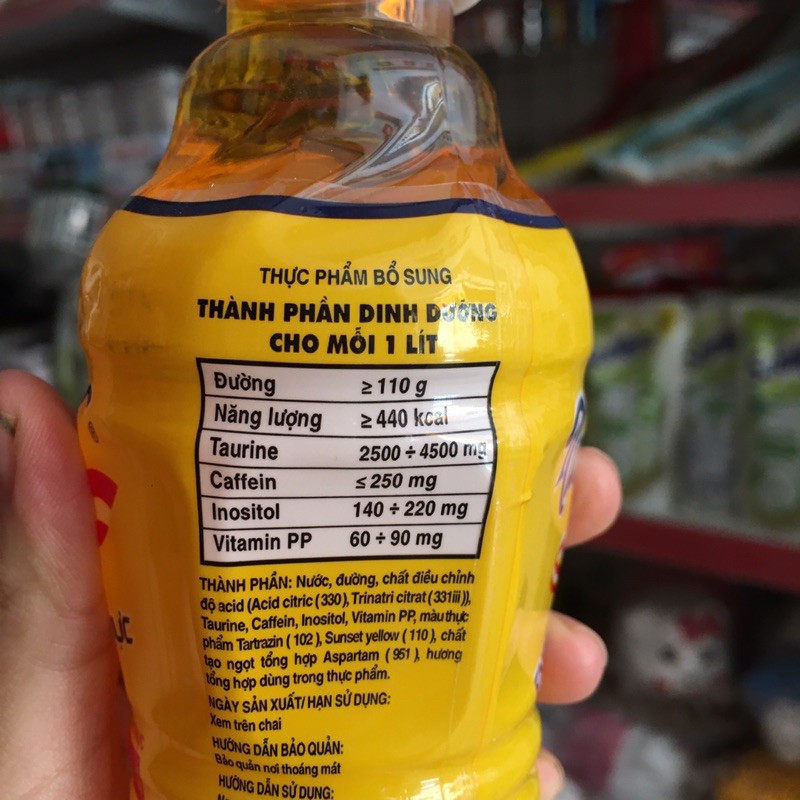 THỰC PHẨM BỔ SUNG
THÀNH PHẦN DINH DƯỚNG
CHO MỖI 1 LÍT
Đường ≥ 110 g
Năng lượng ≥ 440 kcal
Taurine 2500 ÷ 4500 mg
Caffein ≤ 250 mg
Inositol 140 ÷ 220 mg
Vitamin PP 60 ÷ 90 mg
THÀNH PHẦN: Nước, đường, chất điều chỉnh
độ acid (Acid citric (330), Trinatri citrat (331iii)),
Taurine, Caffein, Inositol, Vitamin PP, màu thực
phẩm Tartrazin (102), Sunset yellow (110), chất
tạo ngọt tổng hợp Aspartam (951), hương
tổng hợp dùng trong thực phẩm.
NGÀY SẢN XUẤT/ HẠN SỬ DỤNG:
Xem trên chai
HƯỚNG DẪN BẢO QUẢN:
Bảo quản nơi thoáng mát
HƯỚNG DẪN SỬ DỤNG: